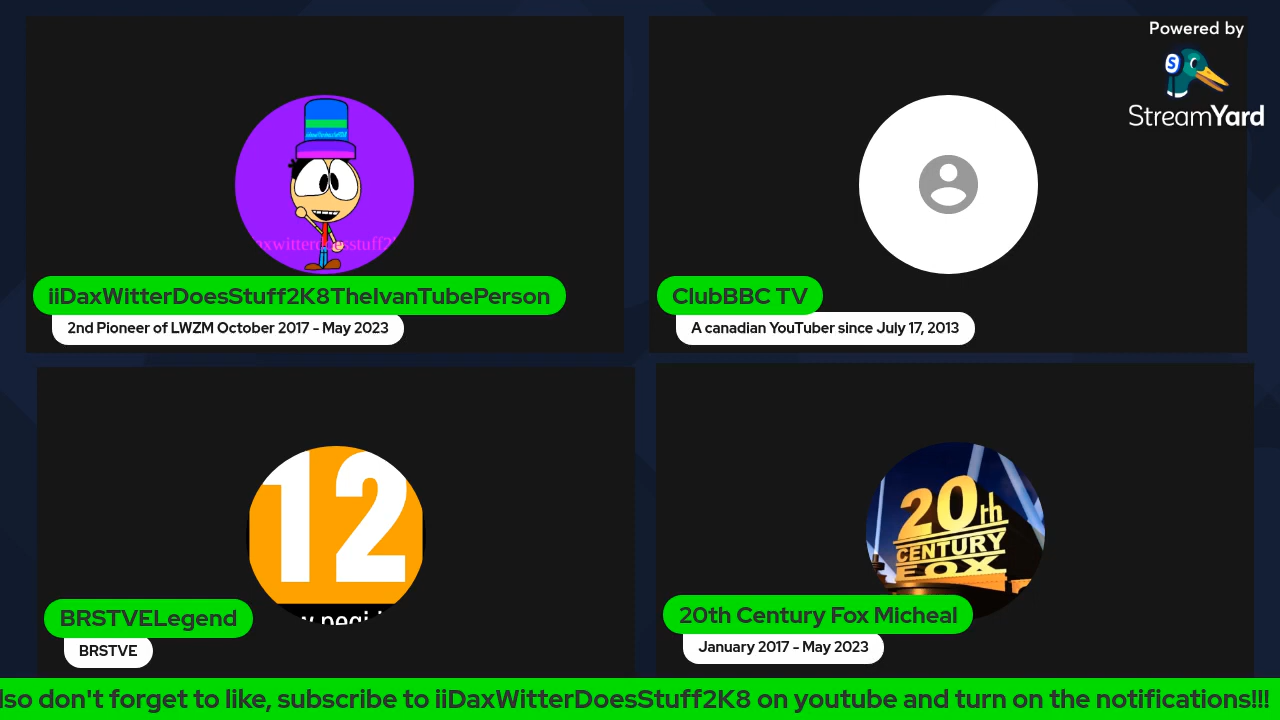 Powered by
StreamYard
iiDaxWitterDoesStuff2K8TheIvanTubePerson
2nd Pioneer of LWZM October 2017 - May 2023
ClubBBC TV
A canadian YouTuber since July 17, 2013
12
BRSTVELegend
BRSTVE
20th
CENTURY
FOX
20th Century Fox Micheal
January 2017 - May 2023
lso don't forget to like, subscribe to iiDaxWitterDoesStuff2K8 on youtube and turn on the notifications!!!